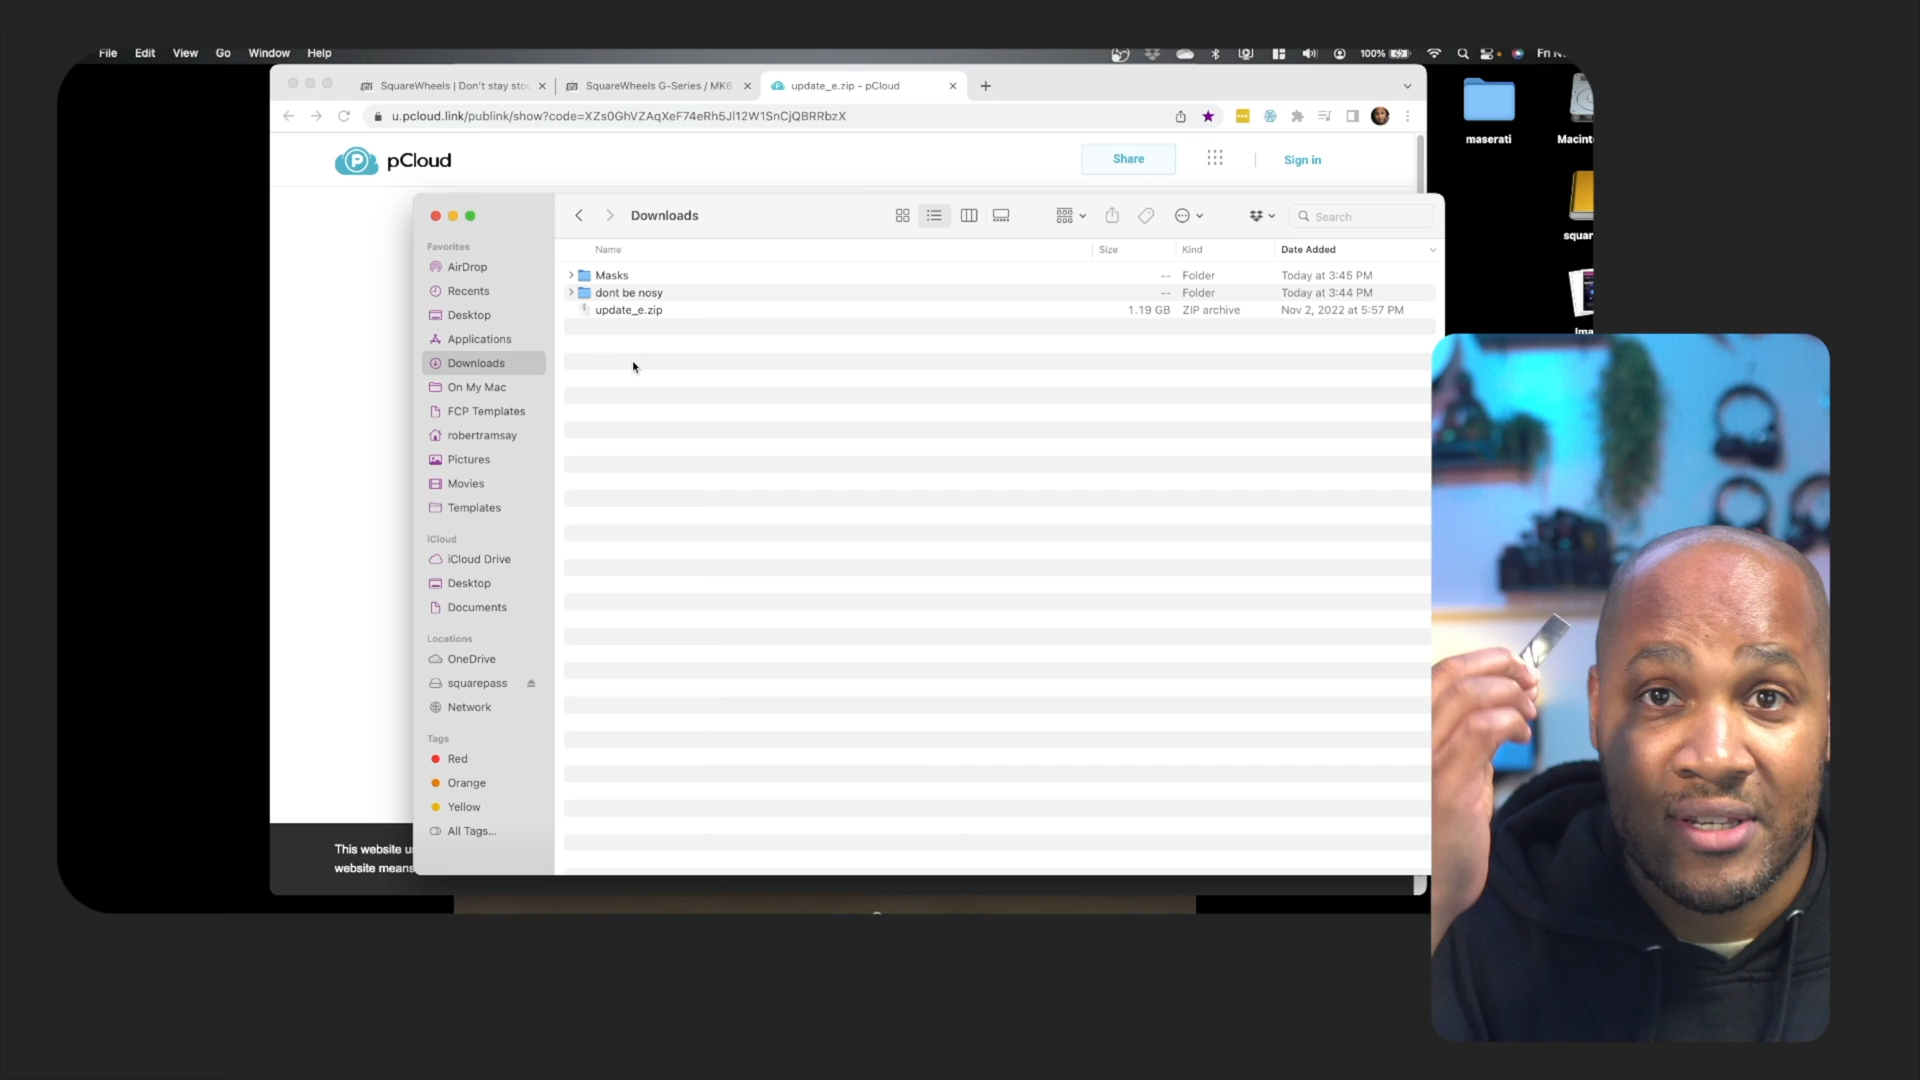 File Edit View Go Window Help
100%
SquareWheels | Don't stay stoc
SquareWheels G-Series / MK6
update_e.zip - pCloud
u.pcloud.link/publink/show?code=XZs0GhVZAqXeF74eRh5Jl12W1SnCjQBRRbzX
pCloud
Share
Sign in
maserati
Downloads
Search
Name Size Kind Date Added
Masks -- Folder Today at 3:45 PM
dont be nosy -- Folder Today at 3:44 PM
update_e.zip 1.19 GB ZIP archive Nov 2, 2022 at 5:57 PM
Favorites
AirDrop
Recents
Desktop
Applications
Downloads
On My Mac
FCP Templates
robertramsay
Pictures
Movies
Templates
iCloud
iCloud Drive
Desktop
Documents
Locations
OneDrive
squarepass
Network
Tags
Red
Orange
Yellow
All Tags...
This website
website means